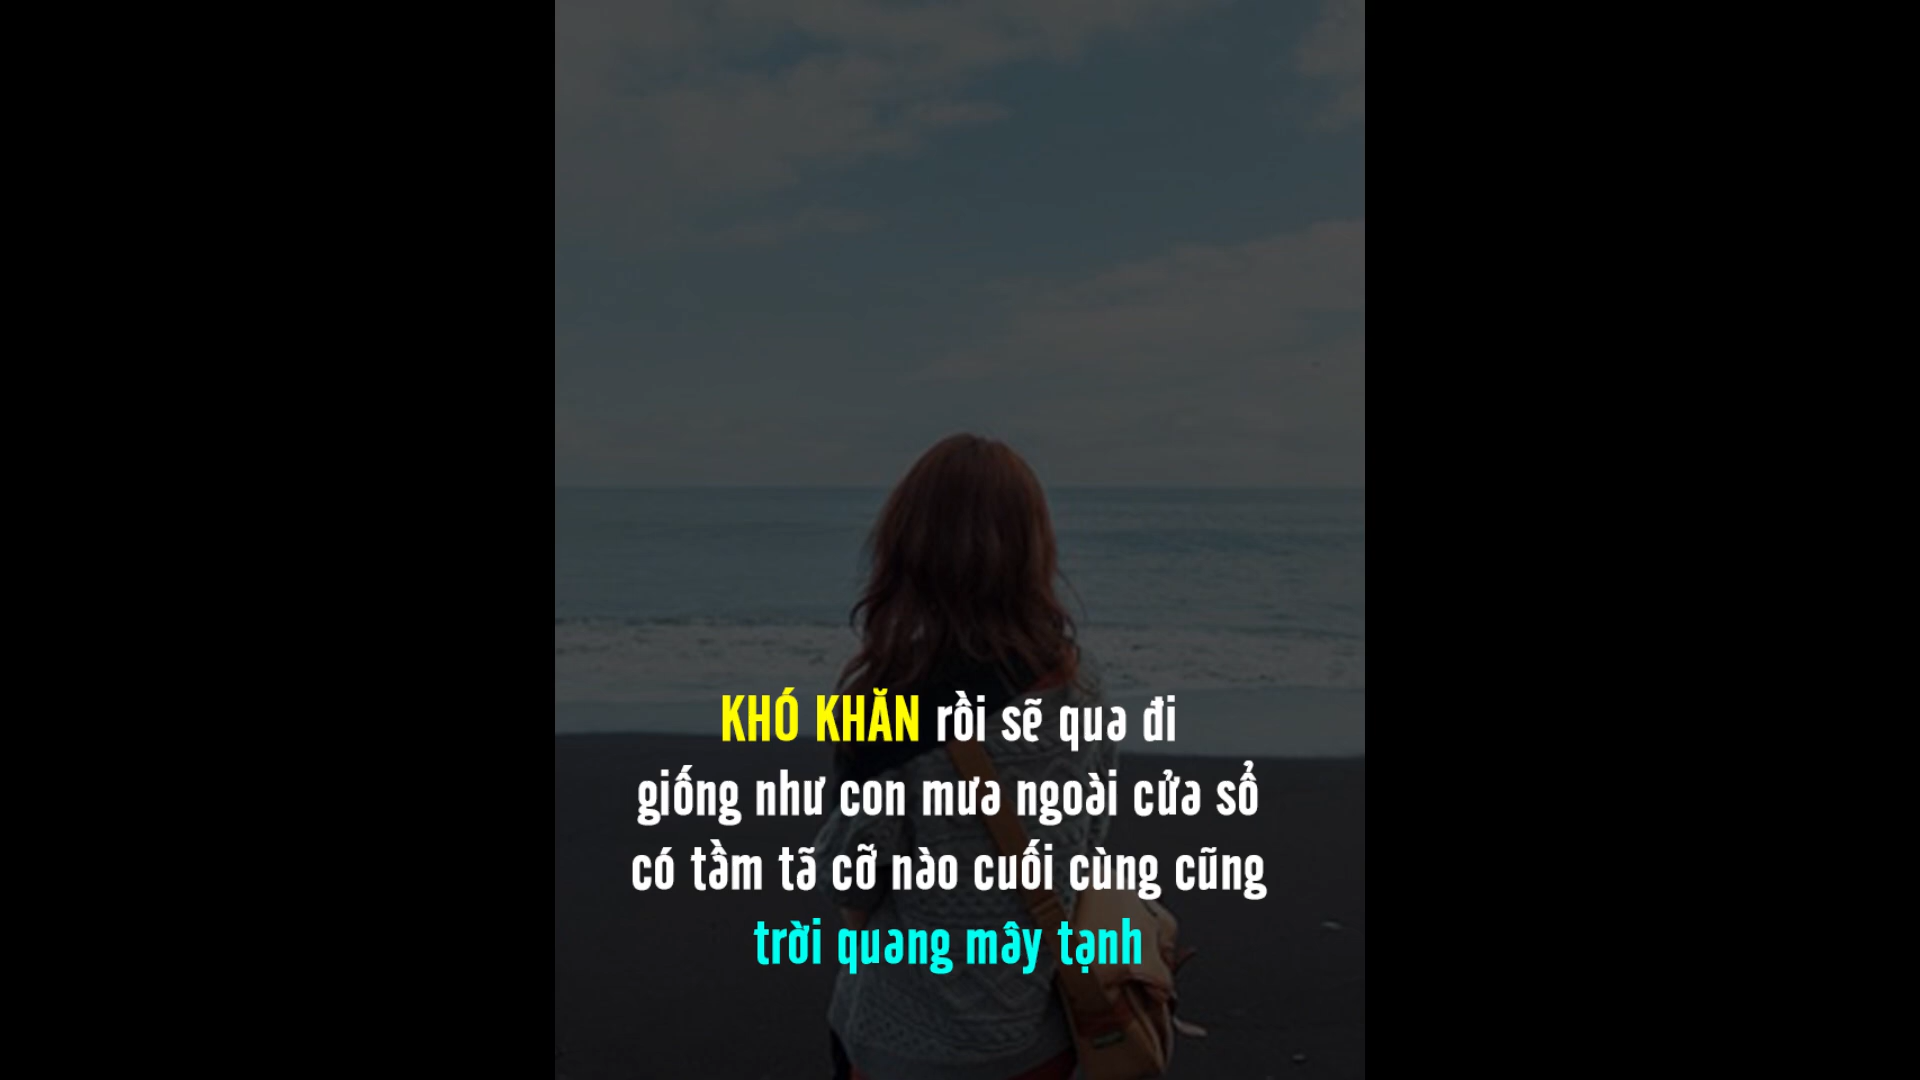 KHÓ KHĂN rồi sẽ qua đi
giống như con mưa ngoài cửa sổ
có tầm tã cỡ nào cuối cùng cũng
trời quang mây tạnh